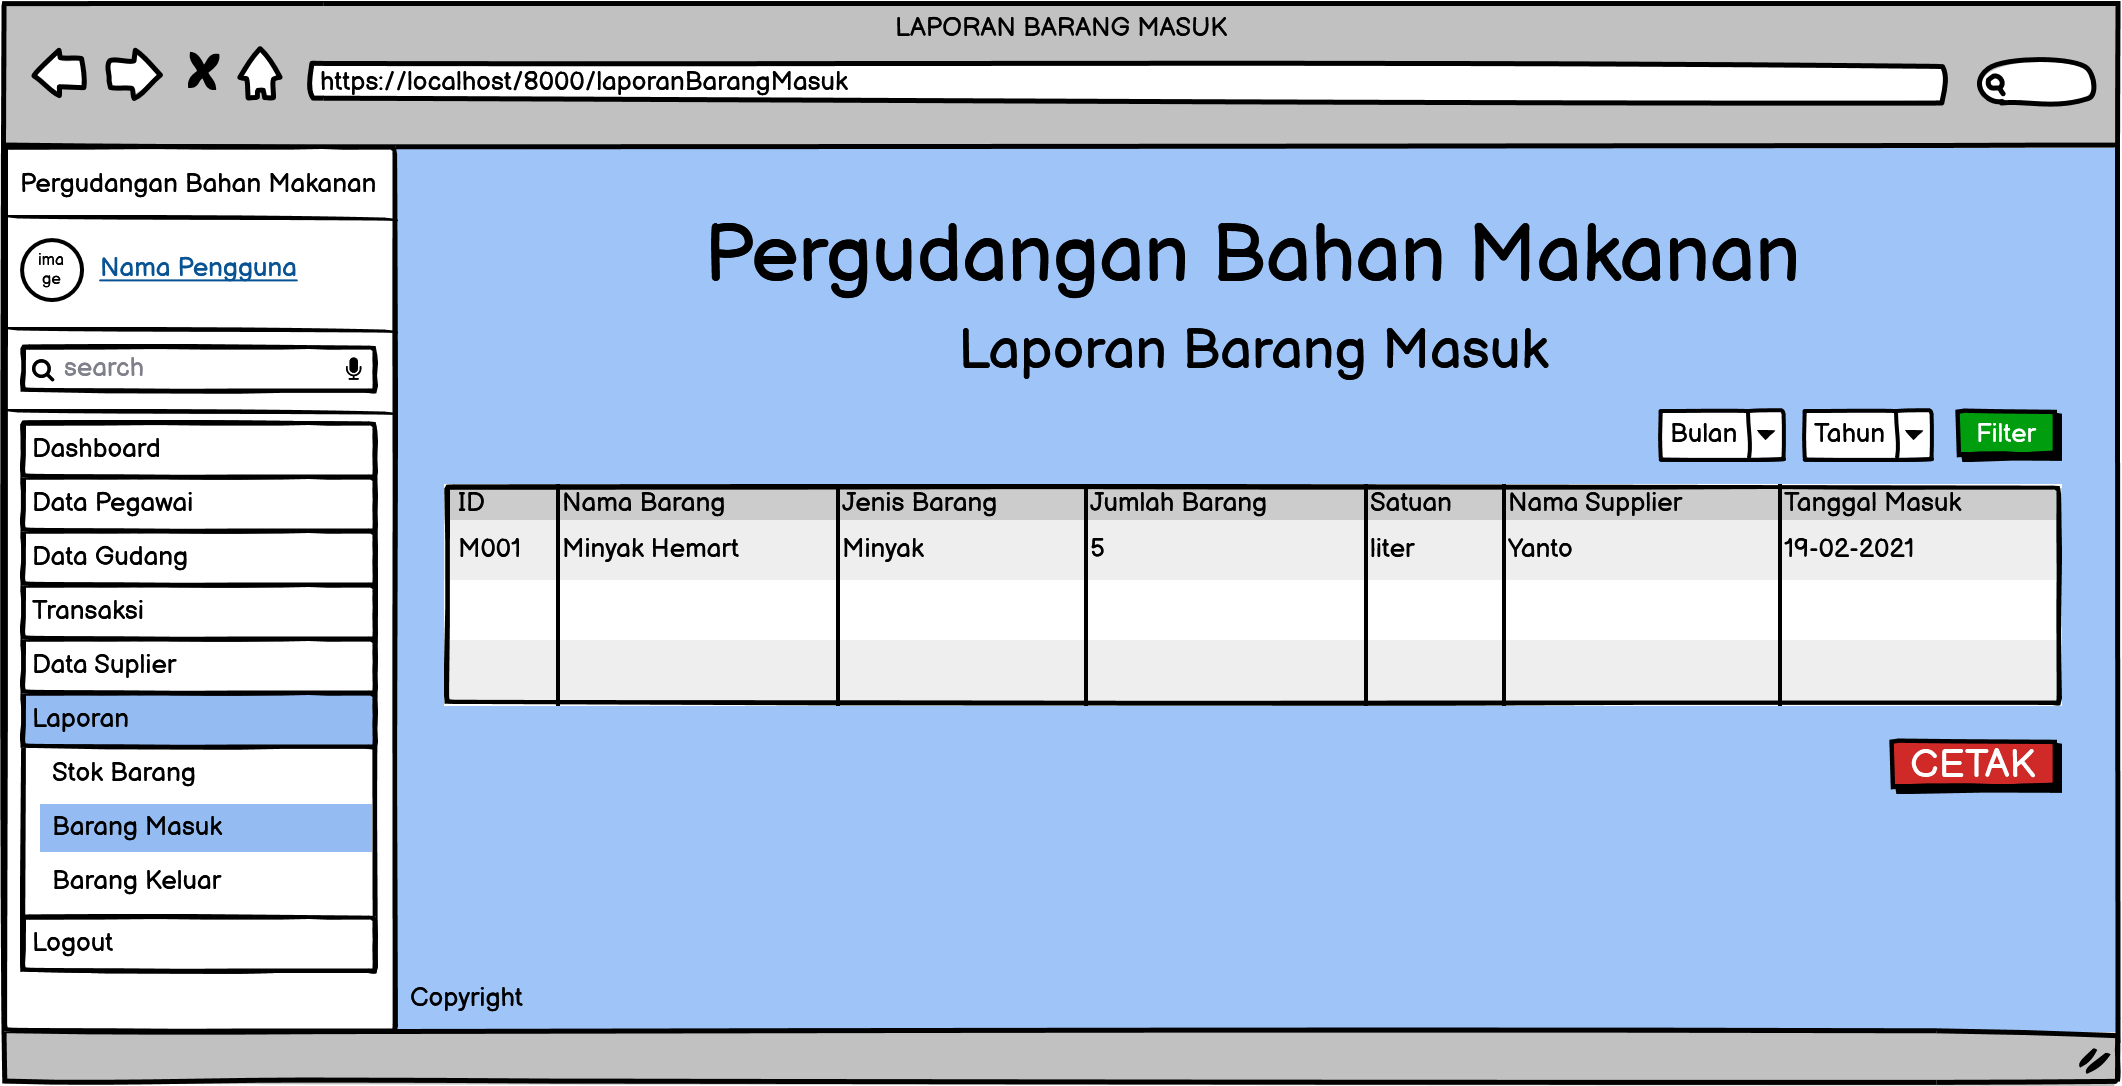 LAPORAN BARANG MASUK
https://localhost/8000/laporanBarangMasuk
Pergudangan Bahan Makanan
ima
ge
Nama Pengguna
search
Dashboard
Data Pegawai
Data Gudang
Transaksi
Data Suplier
Laporan
Stok Barang
Barang Masuk
Barang Keluar
Logout
Pergudangan Bahan Makanan
Laporan Barang Masuk
Bulan Tahun Filter
ID Nama Barang Jenis Barang Jumlah Barang Satuan Nama Supplier Tanggal Masuk
M001 Minyak Hemart Minyak 5 liter Yanto 19-02-2021
CETAK
Copyright